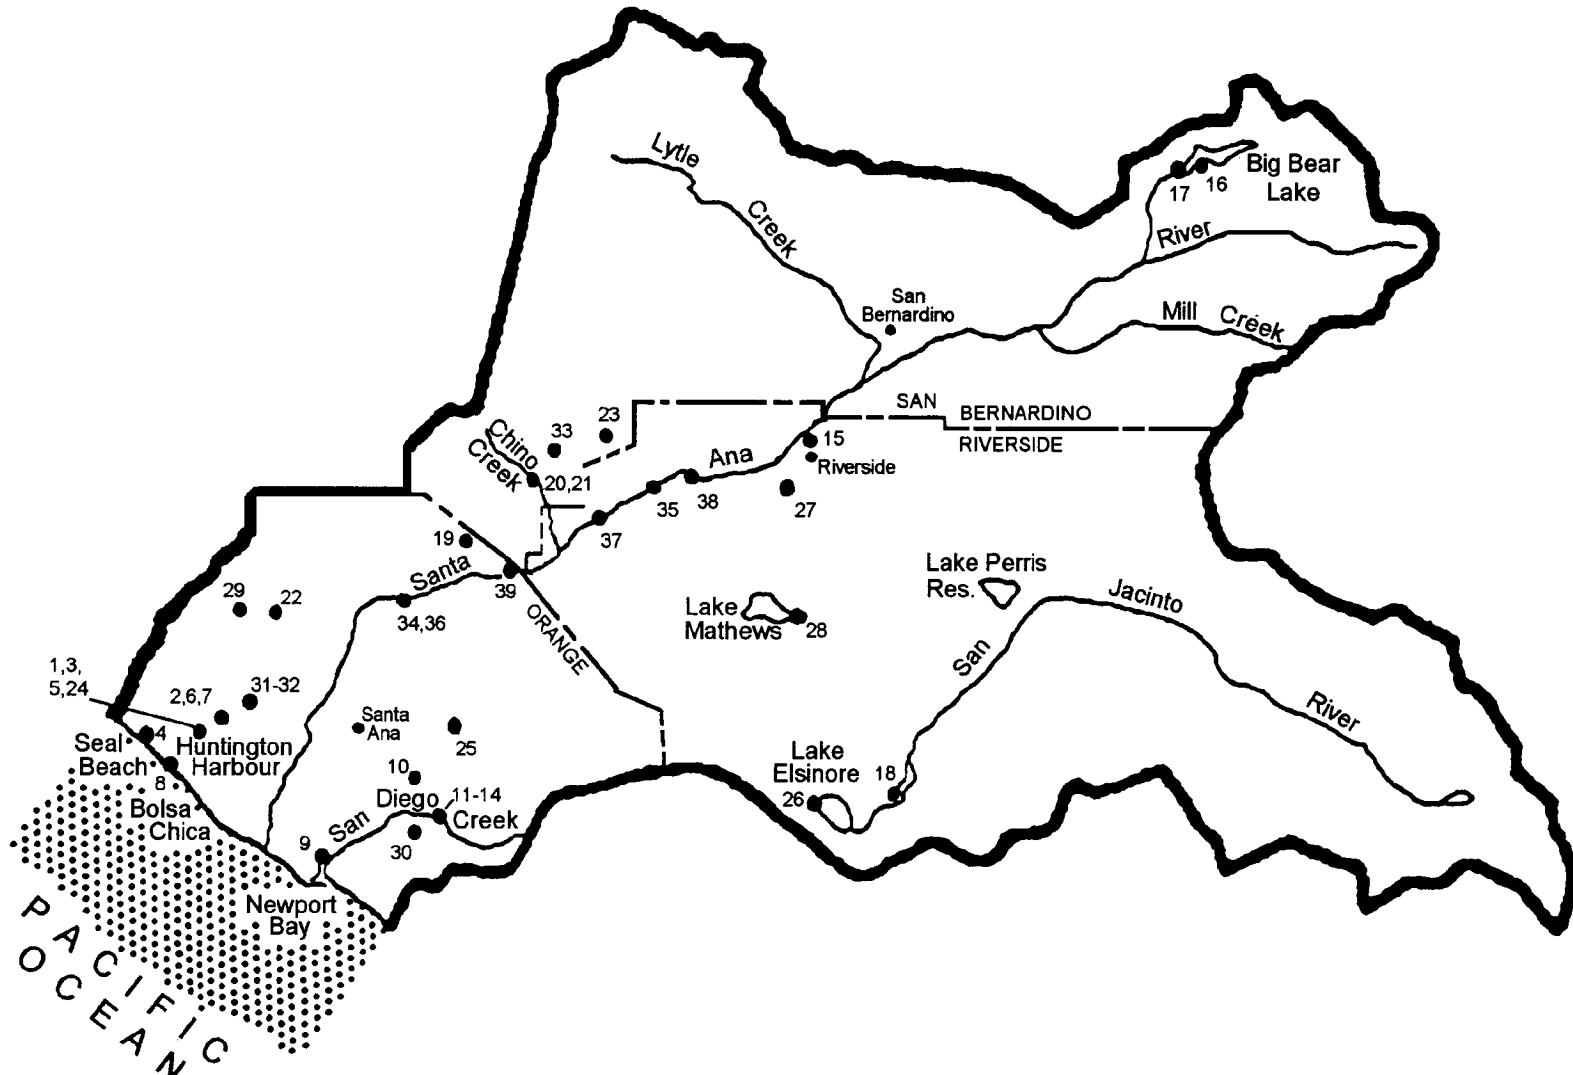 Lytle
Creek
Big Bear
Lake
17
16
River
San
Bernardino
Mill Creek
SAN BERNARDINO
RIVERSIDE
23
33
Chino
Creek
20,21
15
Riverside
Ana
35
38
27
37
19
Santa
39
34,36
ORANGE
29
22
Lake Perris
Res.
Lake
Mathews
28
Jacinto
San
River
1,3,
5,24
2,6,7
31-32
4
Seal
Beach
Huntington
Harbour
8
Bolsa
Chica
Santa
Ana
25
10
Diego
11-14
San
Creek
30
9
Newport
Bay
Lake
Elsinore
18
26
PACIFIC
OCEAN